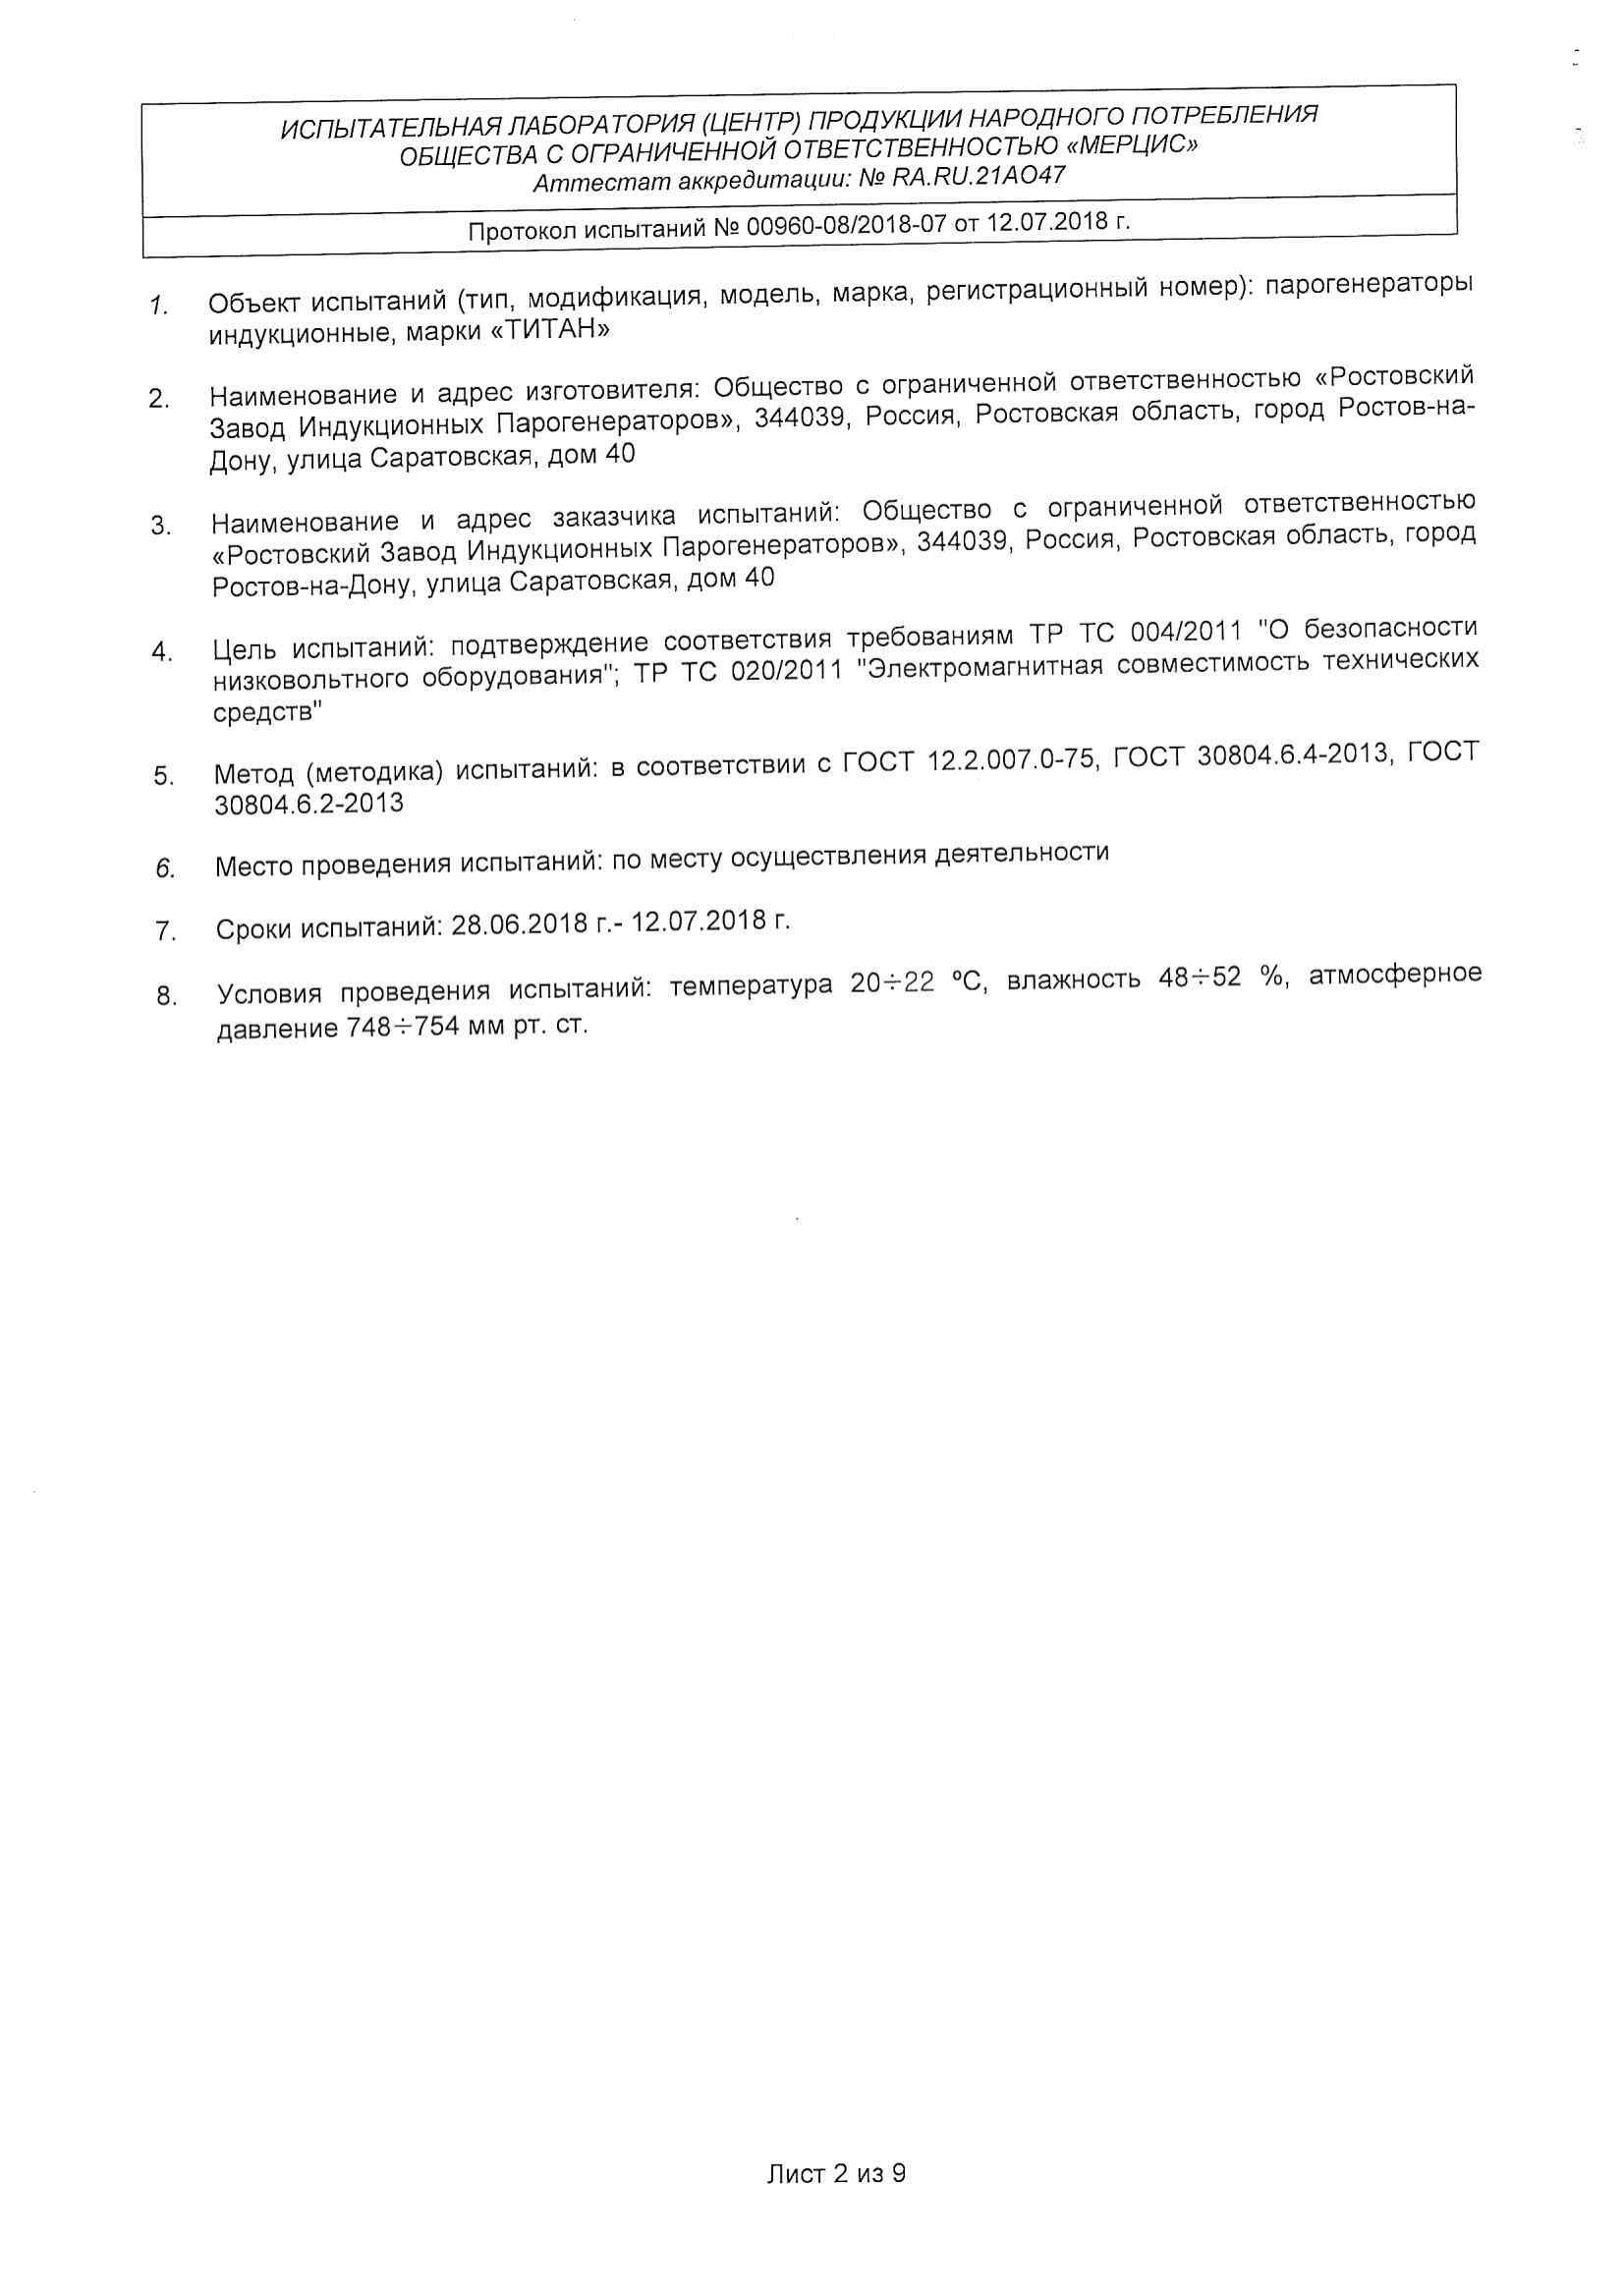 ИСПЫТАТЕЛЬНАЯ ЛАБОРАТОРИЯ (ЦЕНТР) ПРОДУКЦИИ НАРОДНОГО ПОТРЕБЛЕНИЯ
ОБЩЕСТВА С ОГРАНИЧЕННОЙ ОТВЕТСТВЕННОСТЬЮ «МЕРЦИС»
Аттестат аккредитации: № RA.RU.21АО47
Протокол испытаний № 00960-08/2018-07 от 12.07.2018 г.
1. Объект испытаний (тип, модификация, модель, марка, регистрационный номер): парогенераторы
индукционные, марки «ТИТАН»
2. Наименование и адрес изготовителя: Общество с ограниченной ответственностью «Ростовский
Завод Индукционных Парогенераторов», 344039, Россия, Ростовская область, город Ростов-на-
Дону, улица Саратовская, дом 40
3. Наименование и адрес заказчика испытаний: Общество с ограниченной ответственностью
«Ростовский Завод Индукционных Парогенераторов», 344039, Россия, Ростовская область, город
Ростов-на-Дону, улица Саратовская, дом 40
4. Цель испытаний: подтверждение соответствия требованиям ТР ТС 004/2011 "О безопасности
низковольтного оборудования"; ТР ТС 020/2011 "Электромагнитная совместимость технических
средств"
5. Метод (методика) испытаний: в соответствии с ГОСТ 12.2.007.0-75, ГОСТ 30804.6.4-2013, ГОСТ
30804.6.2-2013
6. Место проведения испытаний: по месту осуществления деятельности
7. Сроки испытаний: 28.06.2018 г.- 12.07.2018 г.
8. Условия проведения испытаний: температура 20÷22 ºС, влажность 48÷52 %, атмосферное
давление 748÷754 мм рт. ст.
Лист 2 из 9